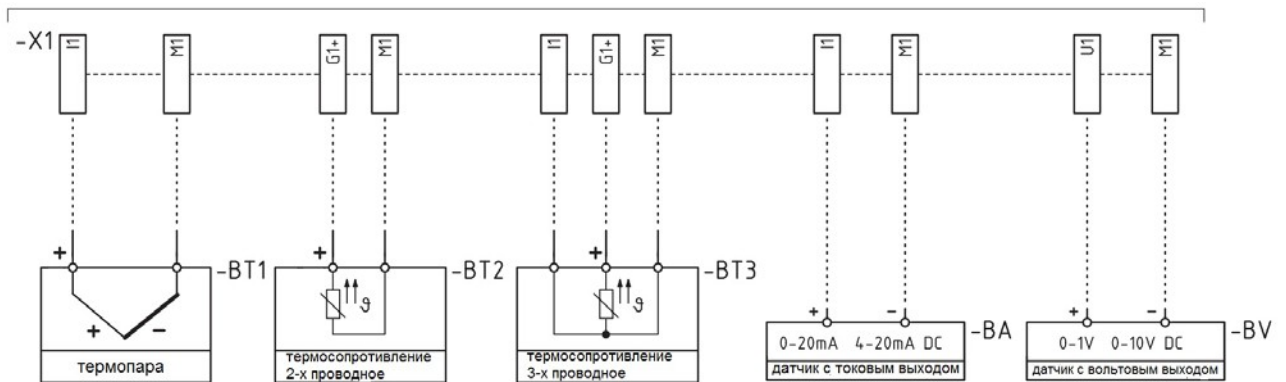 -X1 I1 M1 G1+ M1 I1 G1+ M1 I1 M1 U1 M1
+ + + + - + -
-BT1 -BT2 -BT3 -BA -BV
+ - ϑ ϑ
0-20mA 4-20mA DC 0-1V 0-10V DC
термопара
термосопротивление
2-х проводное
термосопротивление
3-х проводное
датчик с токовым выходом
датчик с вольтовым выходом